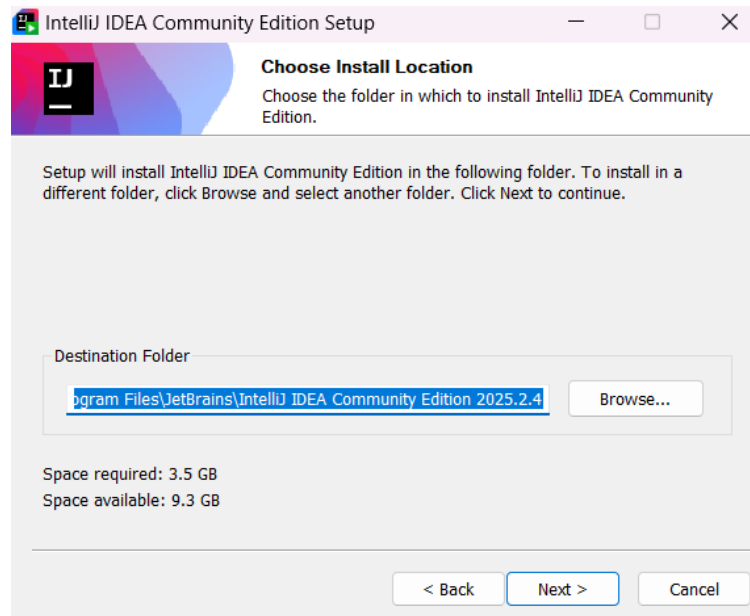 IntelliJ IDEA Community Edition Setup
IJ
Choose Install Location
Choose the folder in which to install IntelliJ IDEA Community
Edition.
Setup will install IntelliJ IDEA Community Edition in the following folder. To install in a
different folder, click Browse and select another folder. Click Next to continue.
Destination Folder
ogram Files\JetBrains\IntelliJ IDEA Community Edition 2025.2.4
Browse...
Space required: 3.5 GB
Space available: 9.3 GB
< Back
Next >
Cancel